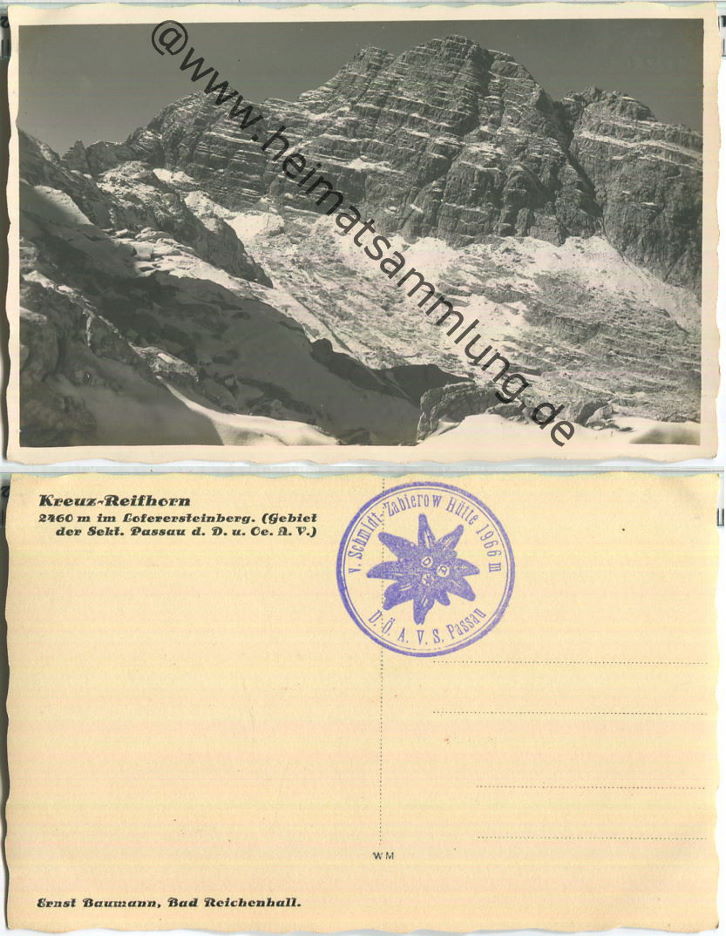 @www.heimatsammlung.de
Kreuz-Reifhorn
2460 m im Loferersteinberg. (Gebiet
der Sekt. Passau d. D. u. Oe. A. V.)
v. Schmidt-Zabierow Hütte 1966 m
D. Ö. A. V. S. Passau
WM
Ernst Baumann, Bad Reichenhall.